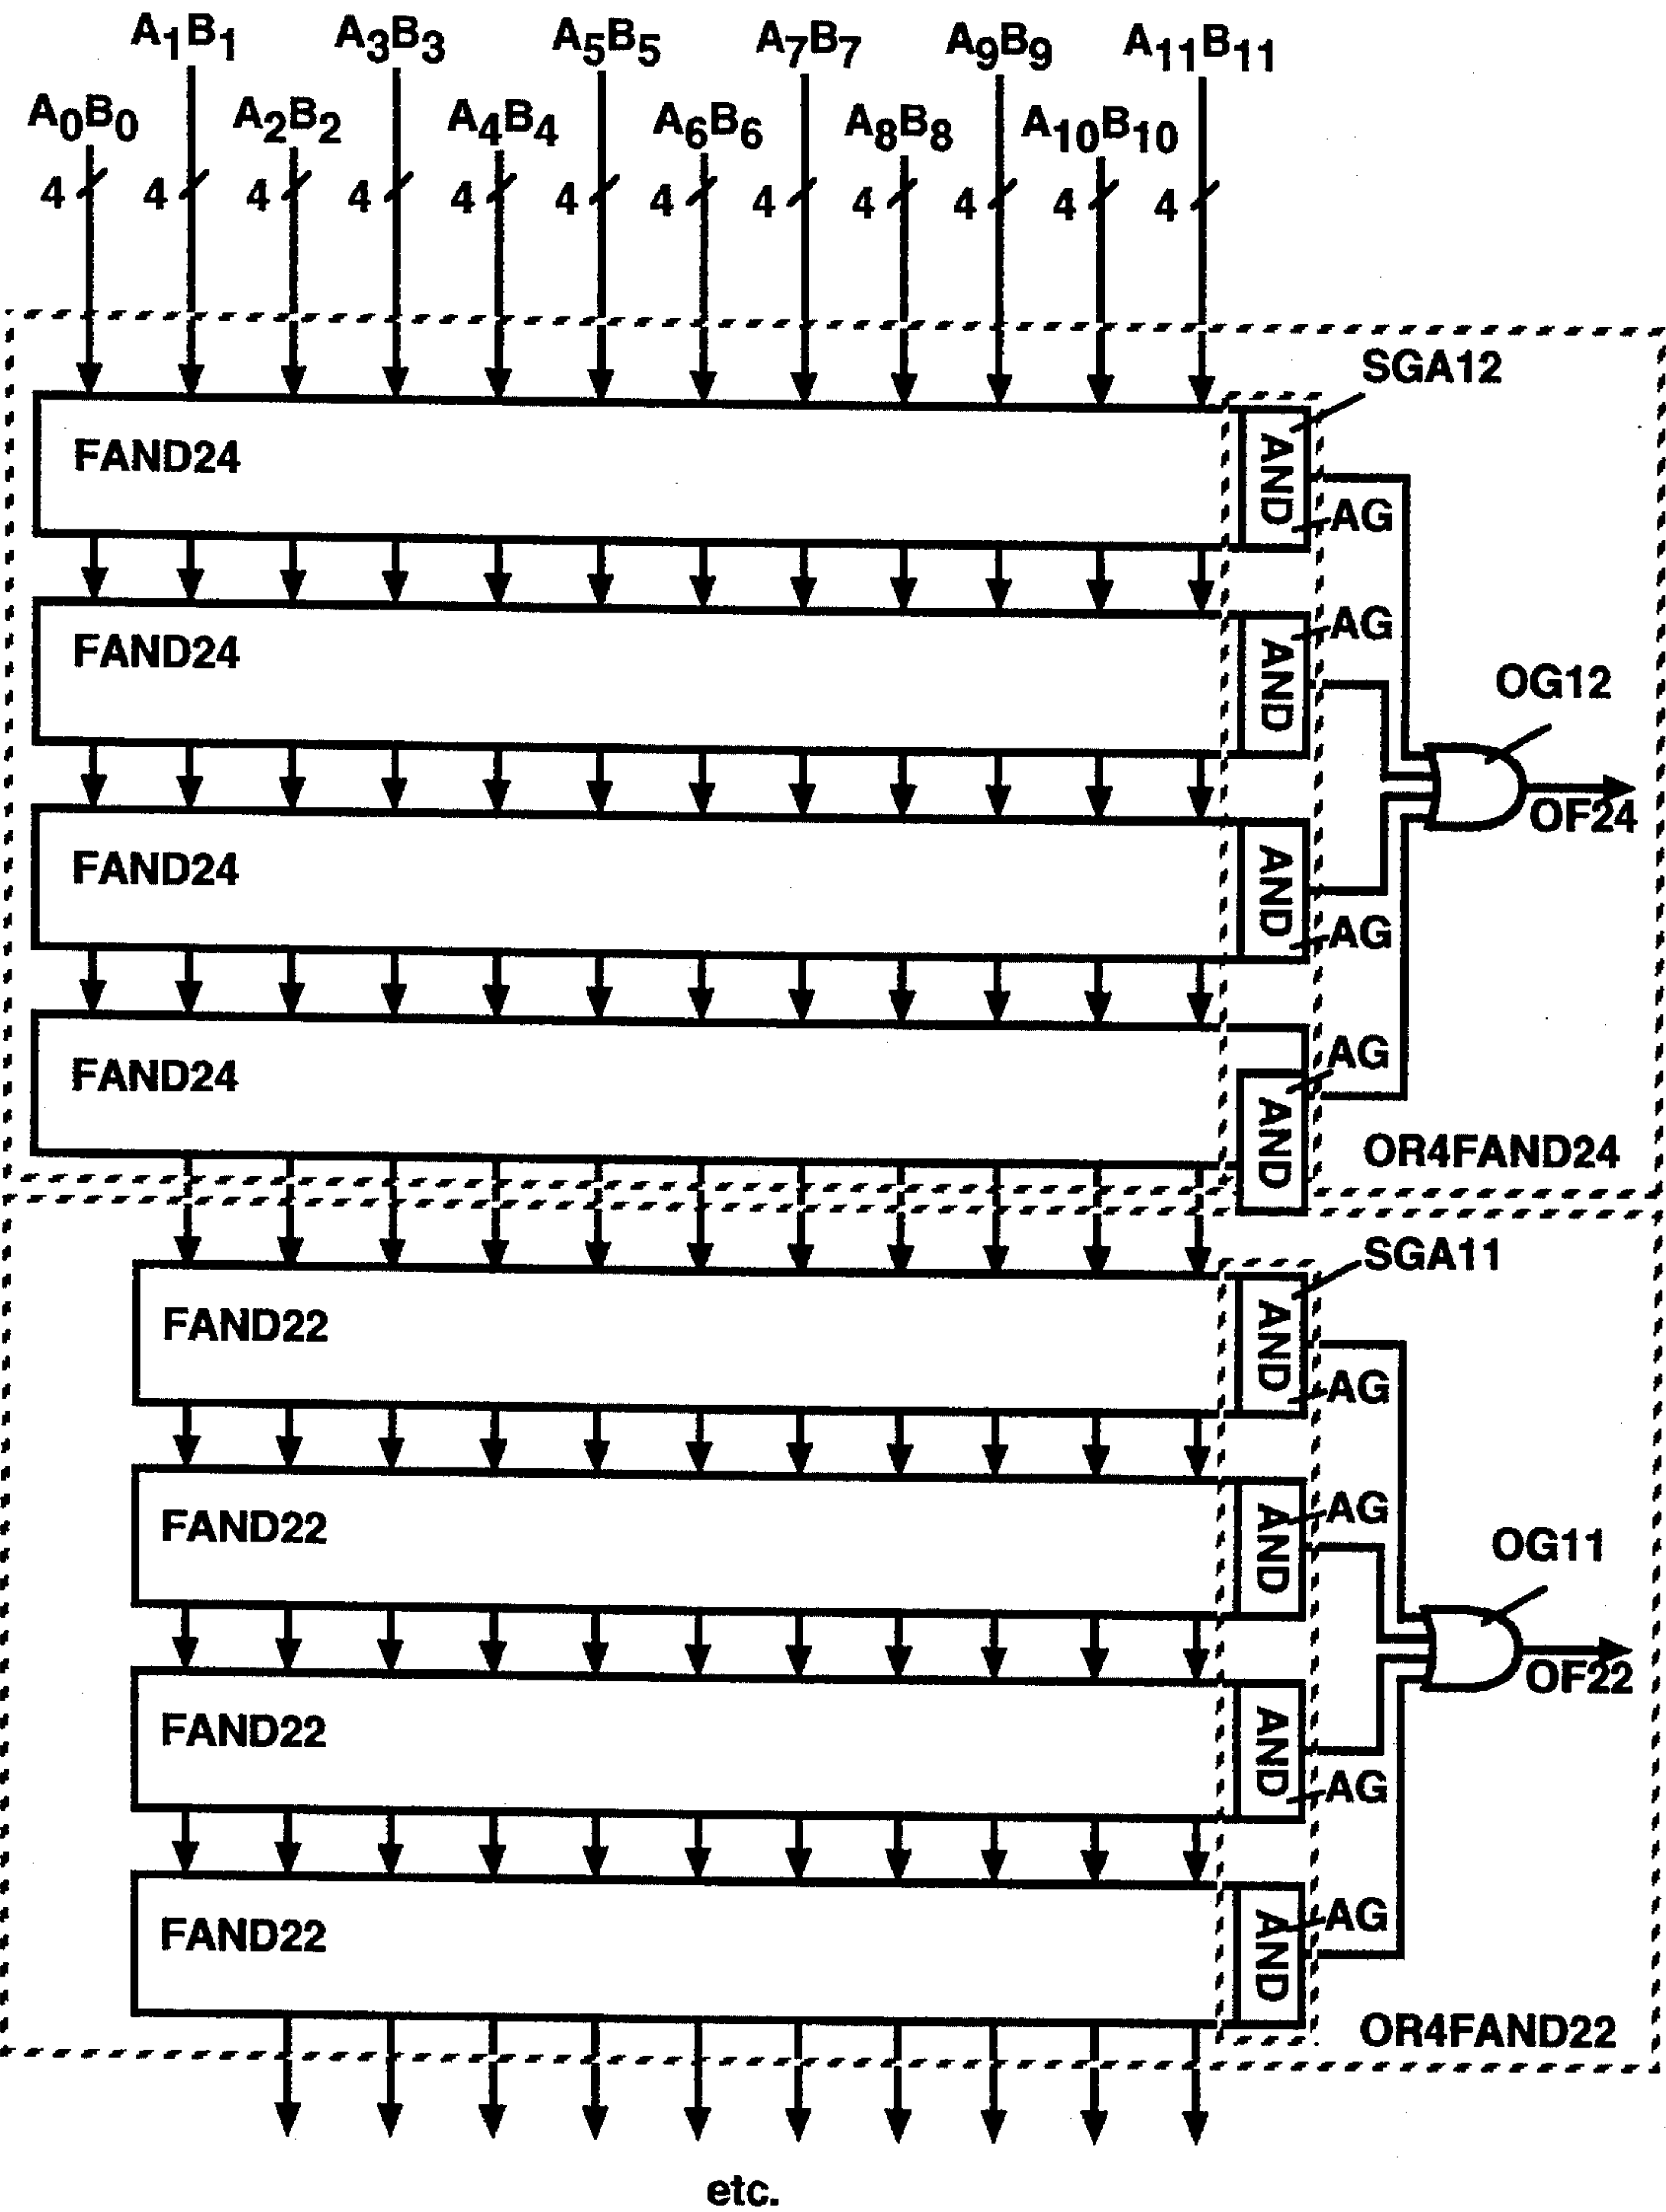 A1B1 A3B3 A5B5 A7B7 A9B9 A11B11
A0B0 A2B2 A4B4 A6B6 A8B8 A10B10
4 4 4 4 4 4 4 4 4 4 4 4
SGA12
FAND24 AND
AG
AG
FAND24 AND
OG12
OF24
FAND24 AND
AG
AG
FAND24
AND
OR4FAND24
SGA11
FAND22 AND
AG
AG
FAND22 AND
OG11
OF22
FAND22 AND
AG
AG
FAND22 AND
OR4FAND22
etc.